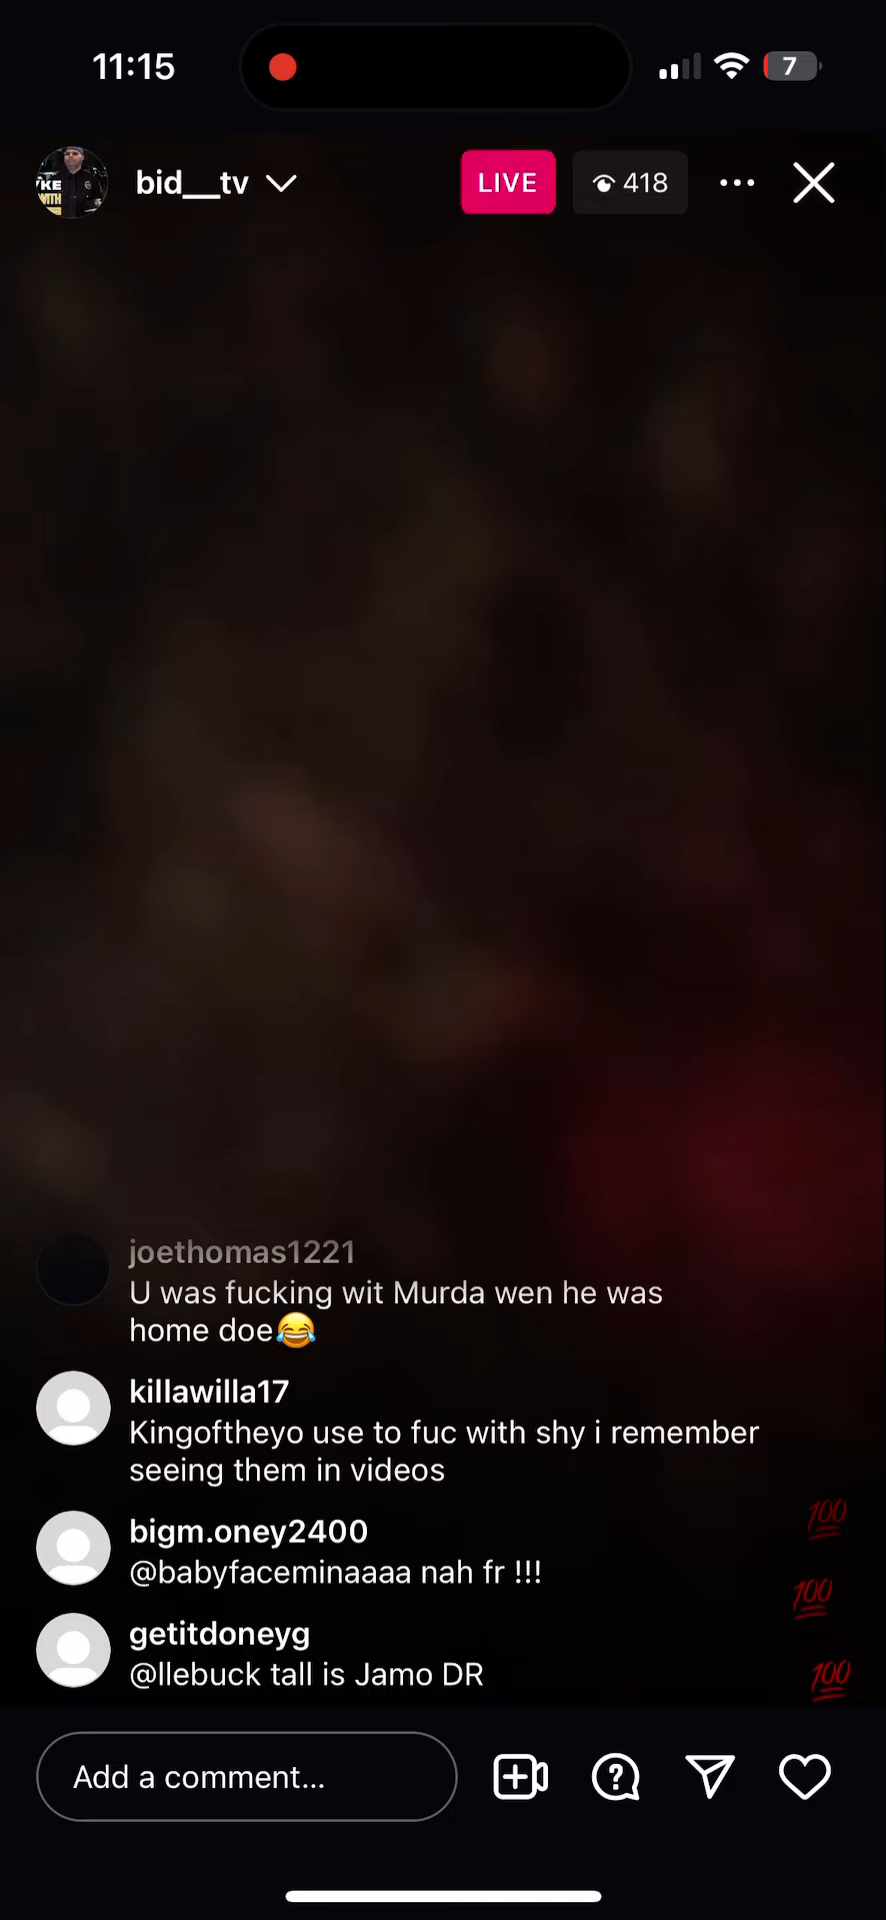 11:15
7
bid__tv
LIVE
418
YKE
WITH
joethomas1221
U was fucking wit Murda wen he was
home doe😂
killawilla17
Kingoftheyo use to fuc with shy i remember
seeing them in videos
bigm.oney2400
@babyfaceminaaaa nah fr !!!
getitdoneyg
@llebuck tall is Jamo DR
💯
💯
💯
Add a comment...